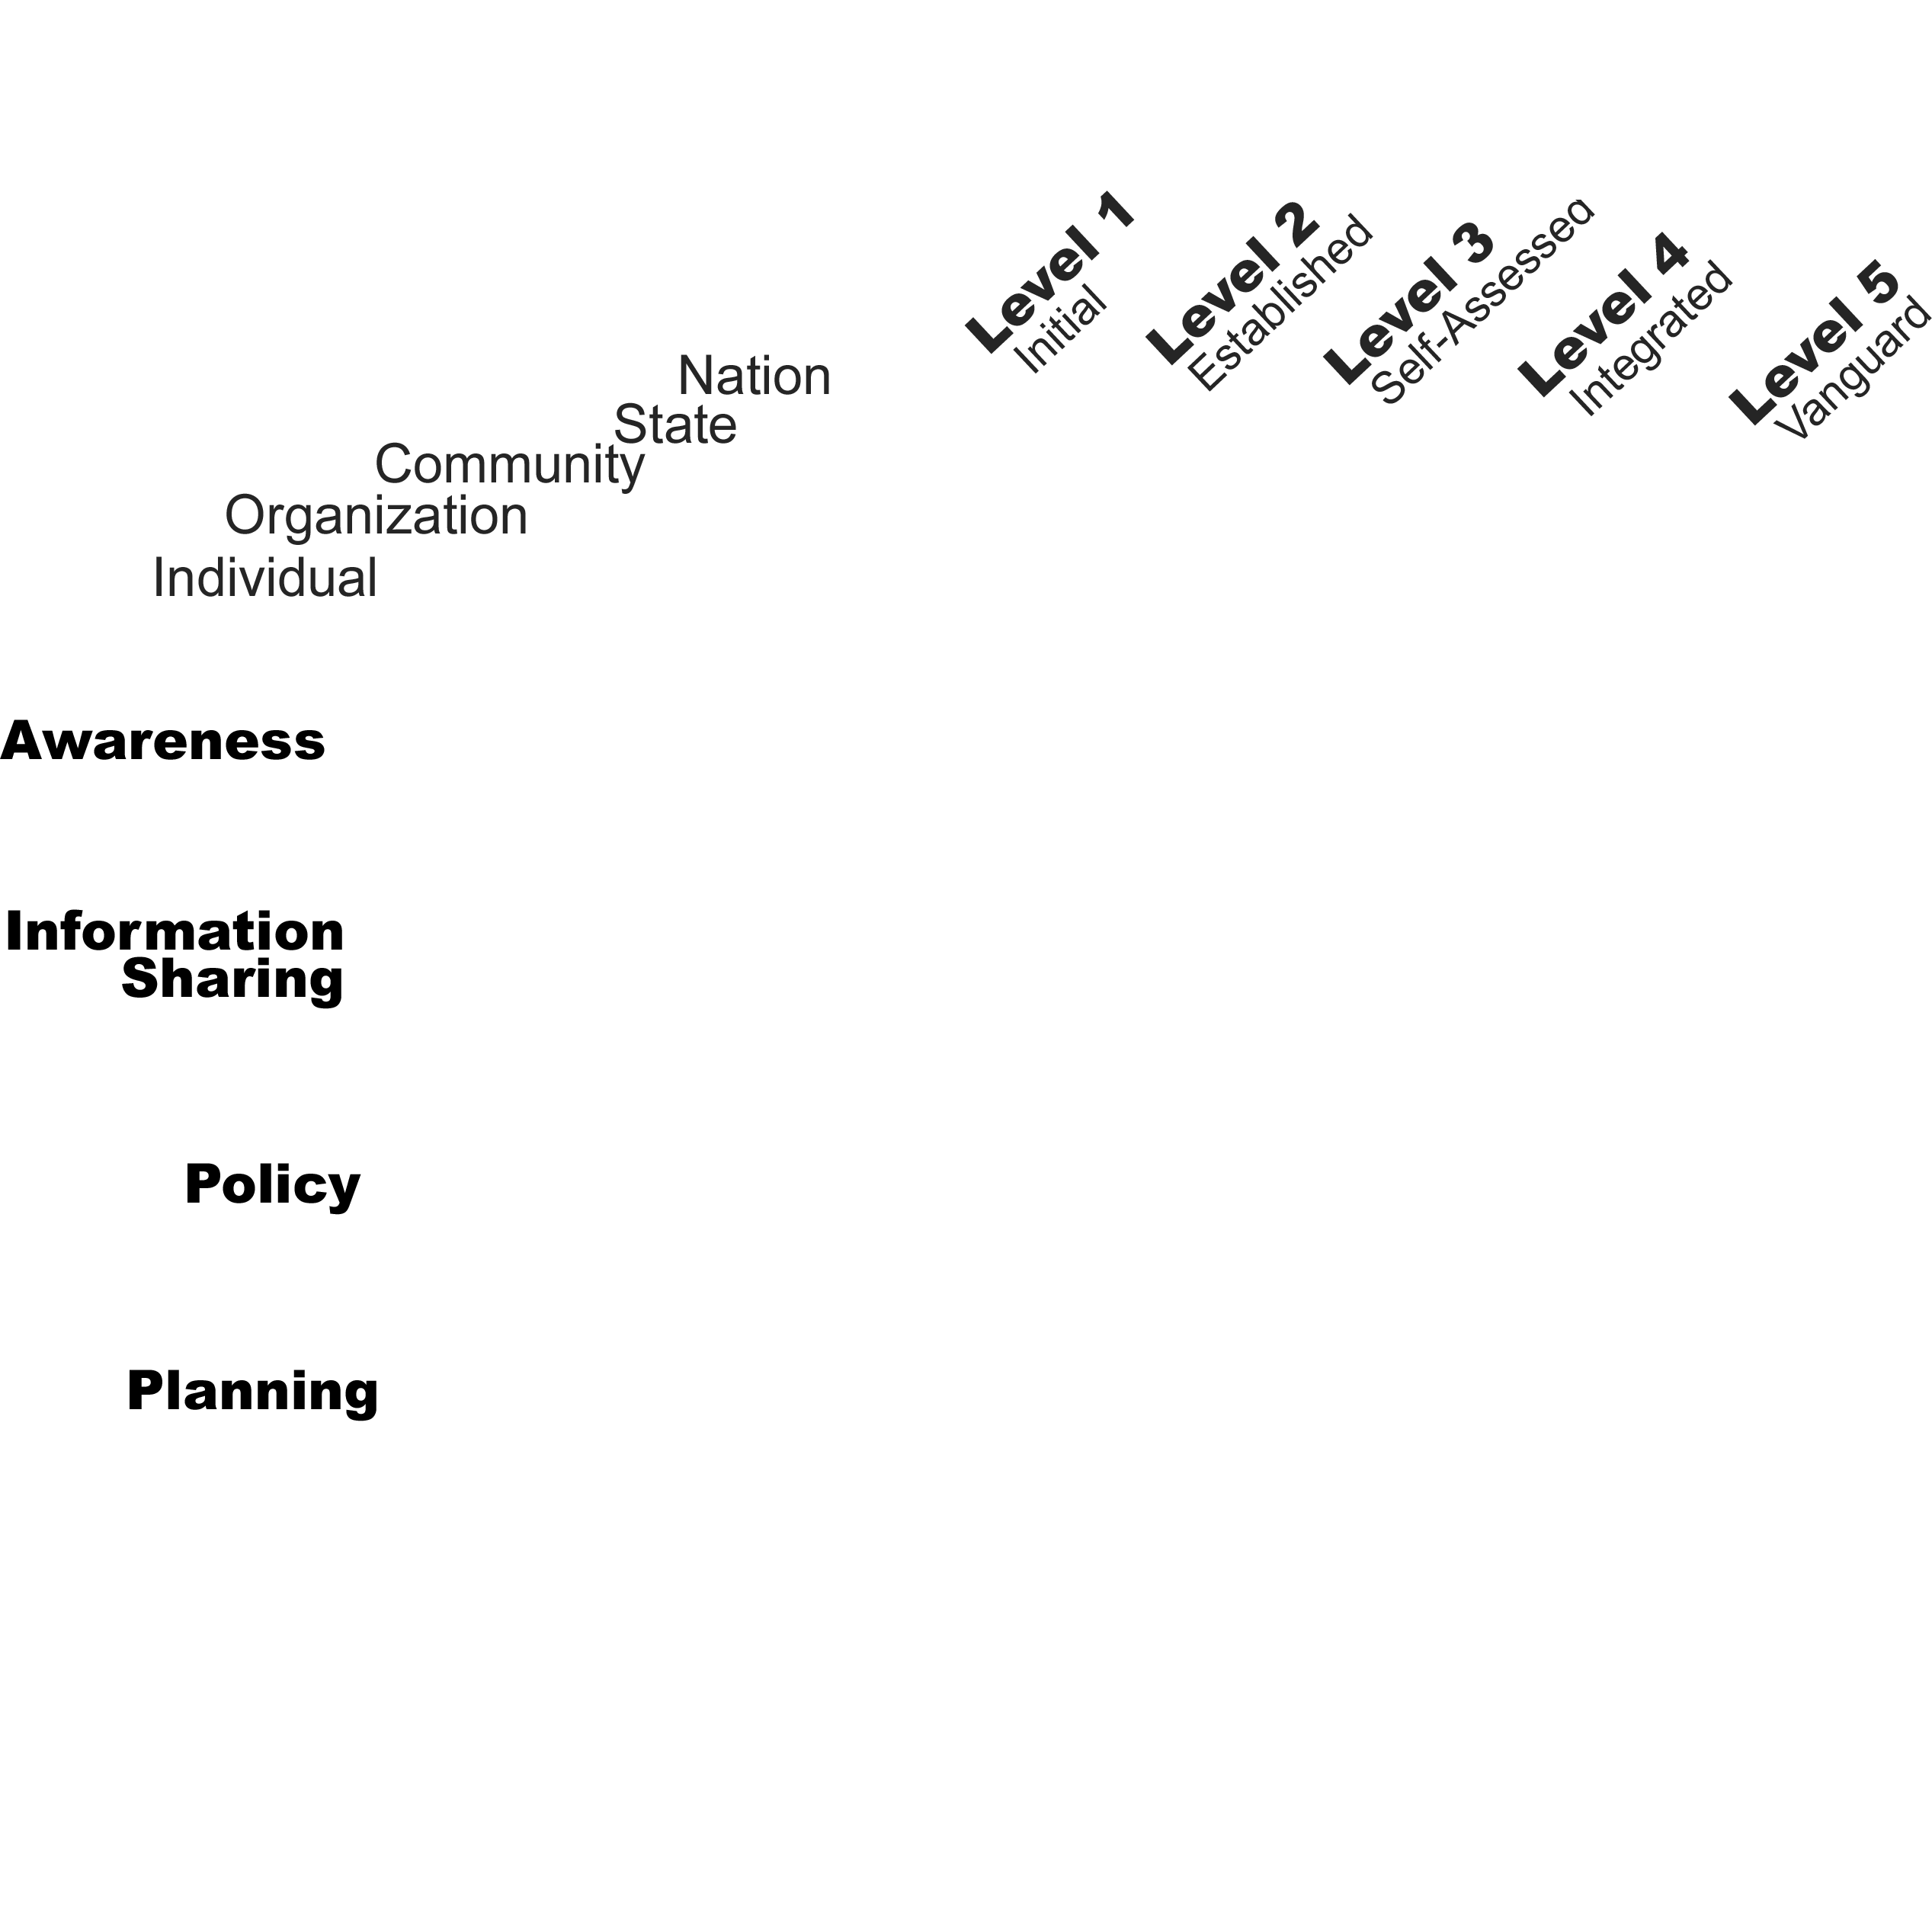 Level 1
Initial
Level 2
Established
Level 3
Self-Assessed
Level 4
Integrated
Level 5
Vanguard
Nation
State
Community
Organization
Individual
Awareness
Information
Sharing
Policy
Planning